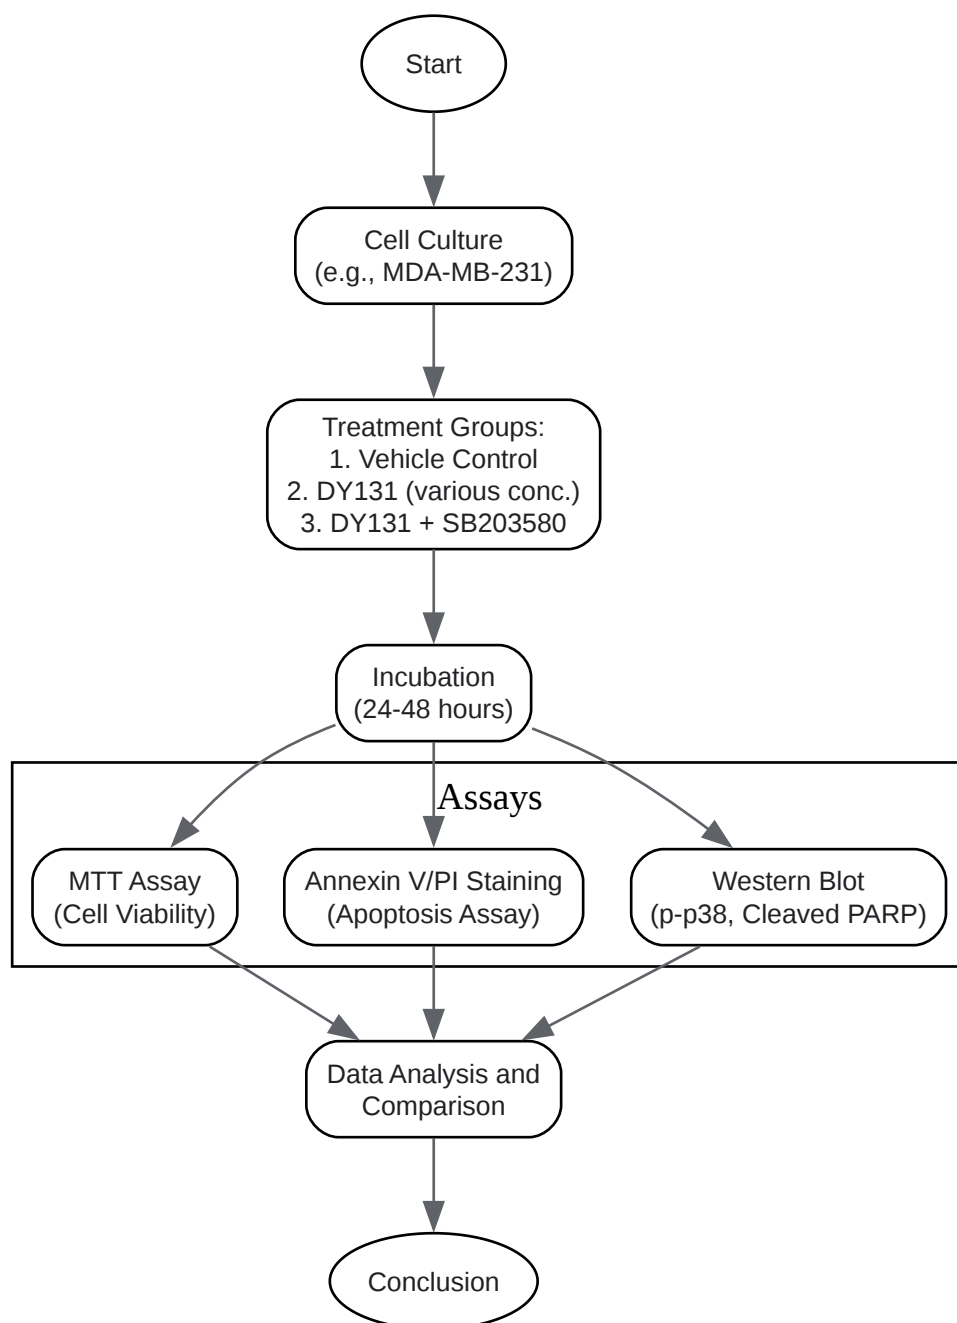 Start
Cell Culture
(e.g., MDA-MB-231)
Treatment Groups:
1. Vehicle Control
2. DY131 (various conc.)
3. DY131 + SB203580
Incubation
(24-48 hours)
Assays
MTT Assay
(Cell Viability)
Annexin V/PI Staining
(Apoptosis Assay)
Western Blot
(p-p38, Cleaved PARP)
Data Analysis and
Comparison
Conclusion